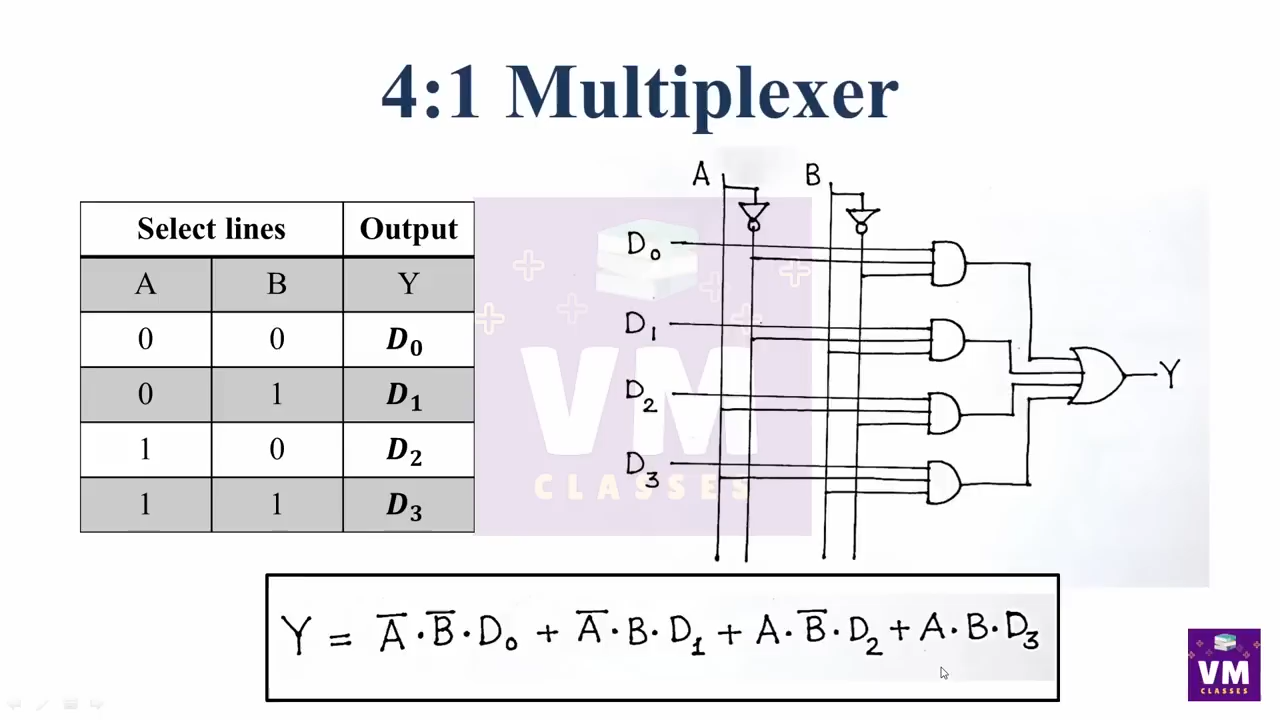 4:1 Multiplexer
Select lines Output
A B Y
0 0 D₀
0 1 D₁
1 0 D₂
1 1 D₃
A B
D₀
D₁
D₂
D₃
Y
VM
CLASSES
Y = A̅·B̅·D₀ + A̅·B·D₁ + A·B̅·D₂ + A·B·D₃
VM
CLASSES